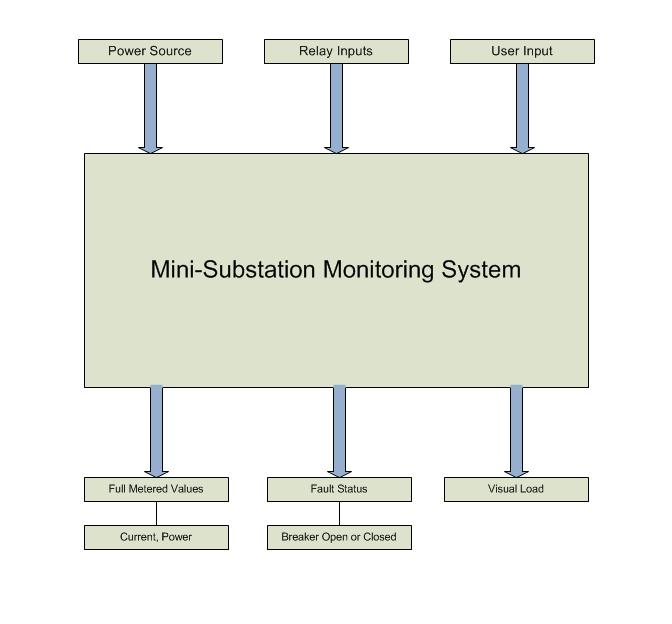 Power Source
Relay Inputs
User Input
Mini-Substation Monitoring System
Full Metered Values
Fault Status
Visual Load
Current, Power
Breaker Open or Closed